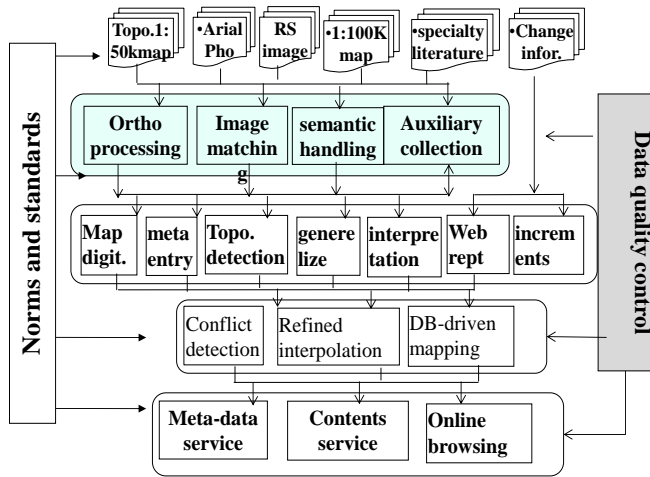 Topo.1:
50kmap
•Arial
Pho
RS
image
•1:100K
map
•specialty
literature
•Change
infor.
Norms and standards
Data quality control
Ortho
processing
Image
matchin
g
semantic
handling
Auxiliary
collection
Map
digit.
meta
entry
Topo.
detection
genere
lize
interpre
tation
Web
rept
increm
ents
Conflict
detection
Refined
interpolation
DB-driven
mapping
Meta-data
service
Contents
service
Online
browsing